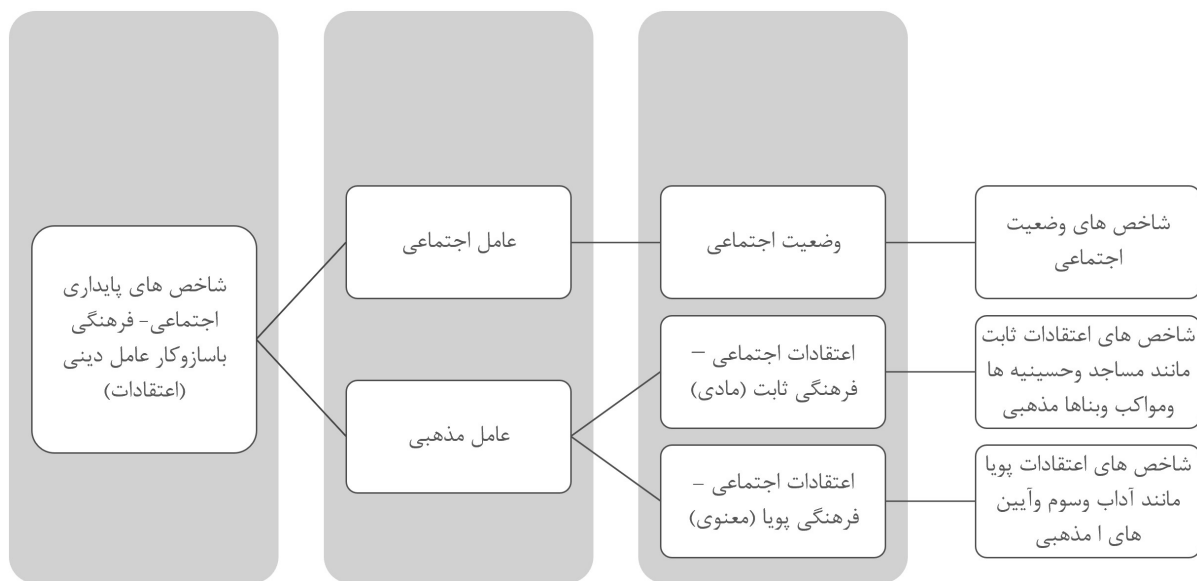 شاخص های پایداری
اجتماعی- فرهنگی
باسازوکار عامل دینی
(اعتقادات)
عامل اجتماعی
عامل مذهبی
وضعیت اجتماعی
اعتقادات اجتماعی –
فرهنگی ثابت (مادی)
اعتقادات اجتماعی –
فرهنگی پویا (معنوی)
شاخص های وضعیت
اجتماعی
شاخص های اعتقادات ثابت
مانند مساجد وحسینیه ها
ومواکب وبناها مذهبی
شاخص های اعتقادات پویا
مانند آداب وسوم وآیین
های ا مذهبی